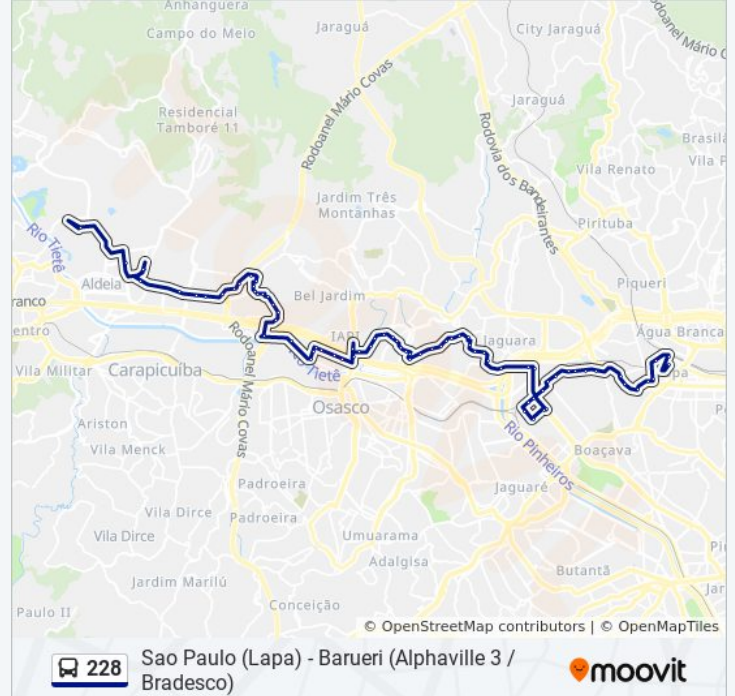 Anhanguera
Campo do Meio
Jaraguá
City Jaraguá
Rodoanel Mário Covas
Rodoanel Mário C
Residencial
Tamboré 11
Jaraguá
Rodovia dos Bandeirantes
Brasilâ
Vila P
Vila Renato
Jardim Três
Montanhas
Pirituba
Rio Tietê
Aldeia
Bel Jardim
Piqueri
ranco
entro
IAPI
Jaguara
Água Branca
Vila Militar
Carapicuíba
Rodoanel Mário Covas
Tietê
pa
Osasco
Ariston
Vila Menck
Rio Pinheiros
Boaçava
Padroeira
Jaguaré
Vila Dirce
Padroeira
Vila Dirce
Umuarama
Adalgisa
Butantã
Pi
Jardim Marilú
Jar
Paulo II
Conceição
© OpenStreetMap contributors | © OpenMapTiles
228
Sao Paulo (Lapa) - Barueri (Alphaville 3 /
Bradesco)
moovit